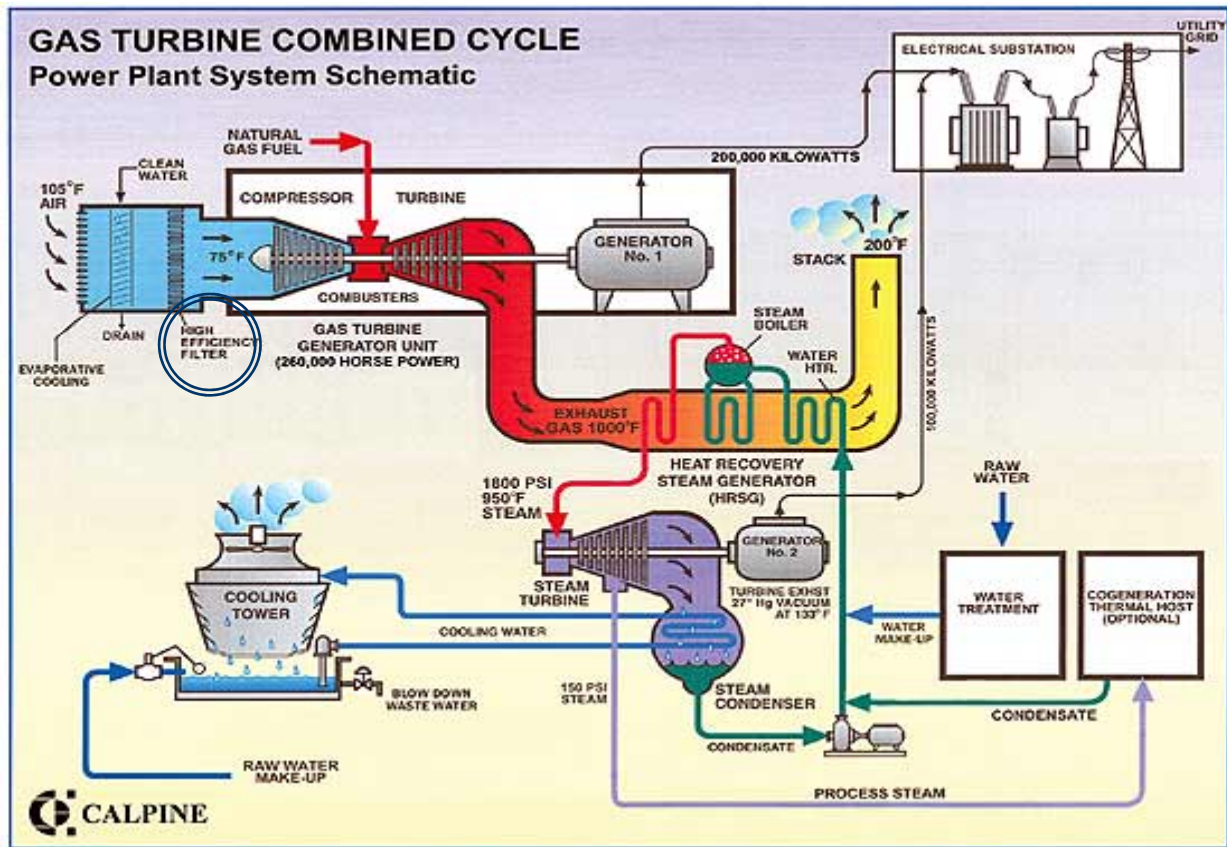 GAS TURBINE COMBINED CYCLE
Power Plant System Schematic
UTILITY
GRID
ELECTRICAL SUBSTATION
NATURAL
GAS FUEL
200,000 KILOWATTS
CLEAN
WATER
105°F
AIR
COMPRESSOR
TURBINE
75°F
GENERATOR
No. 1
200°F
STACK
COMBUSTERS
DRAIN
HIGH
EFFICIENCY
FILTER
EVAPORATIVE
COOLING
GAS TURBINE
GENERATOR UNIT
(260,000 HORSE POWER)
STEAM
BOILER
WATER
HTR.
EXHAUST
GAS 1000°F
HEAT RECOVERY
STEAM GENERATOR
(HRSG)
KILOWATTS
1800 PSI
950°F
STEAM
RAW
WATER
GENERATOR
No. 2
STEAM
TURBINE
TURBINE EXHST
27" Hg VACUUM
AT 133°F
COOLING
TOWER
COOLING WATER
WATER
TREATMENT
COGENERATION
THERMAL HOST
(OPTIONAL)
WATER
MAKE-UP
BLOW DOWN
WASTE WATER
150 PSI
STEAM
STEAM
CONDENSER
CONDENSATE
CONDENSATE
RAW WATER
MAKE-UP
PROCESS STEAM
CALPINE